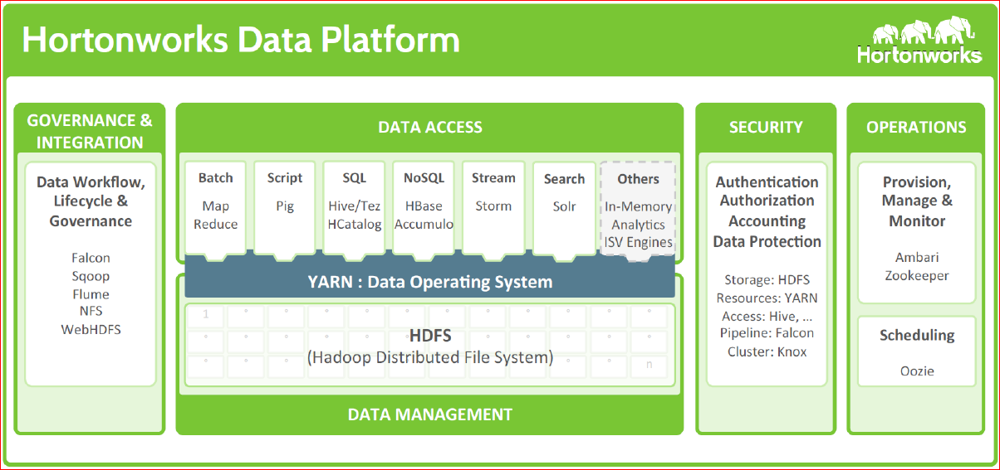 Hortonworks Data Platform
Hortonworks
GOVERNANCE &
INTEGRATION
Data Workflow,
Lifecycle &
Governance
Falcon
Sqoop
Flume
NFS
WebHDFS
DATA ACCESS
Batch
Map
Reduce
Script
Pig
SQL
Hive/Tez
HCatalog
NoSQL
HBase
Accumulo
Stream
Storm
Search
Solr
Others
In-Memory
Analytics
ISV Engines
YARN : Data Operating System
1
HDFS
(Hadoop Distributed File System)
n
DATA MANAGEMENT
SECURITY
Authentication
Authorization
Accounting
Data Protection
Storage: HDFS
Resources: YARN
Access: Hive, ...
Pipeline: Falcon
Cluster: Knox
OPERATIONS
Provision,
Manage &
Monitor
Ambari
Zookeeper
Scheduling
Oozie